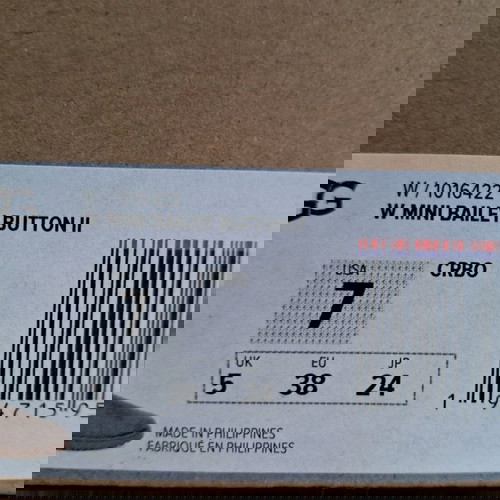 G
W / 1016422
W MINI BAILEY
BUTTON II
CRBO
USA
7
UK EU JP
5 38 24
MADE IN PHILIPPINES
FABRIQUÉ EN PHILIPPINES